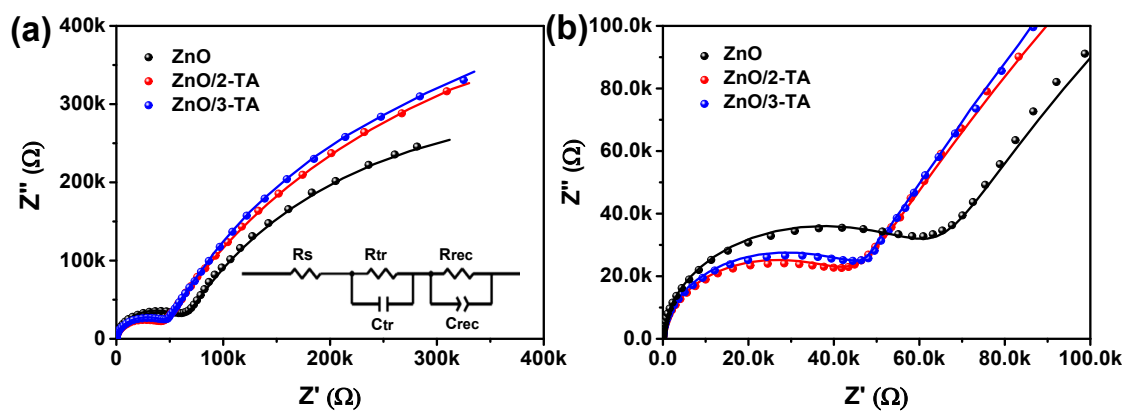 (a)
400k
300k
200k
100k
0
Z'' (Ω)
ZnO
ZnO/2-TA
ZnO/3-TA
Rs
Rtr
Rrec
Ctr
Crec
0
100k
200k
300k
400k
Z' (Ω)
(b)
100.0k
80.0k
60.0k
40.0k
20.0k
0.0
Z'' (Ω)
ZnO
ZnO/2-TA
ZnO/3-TA
0.0
20.0k
40.0k
60.0k
80.0k
100.0k
Z' (Ω)